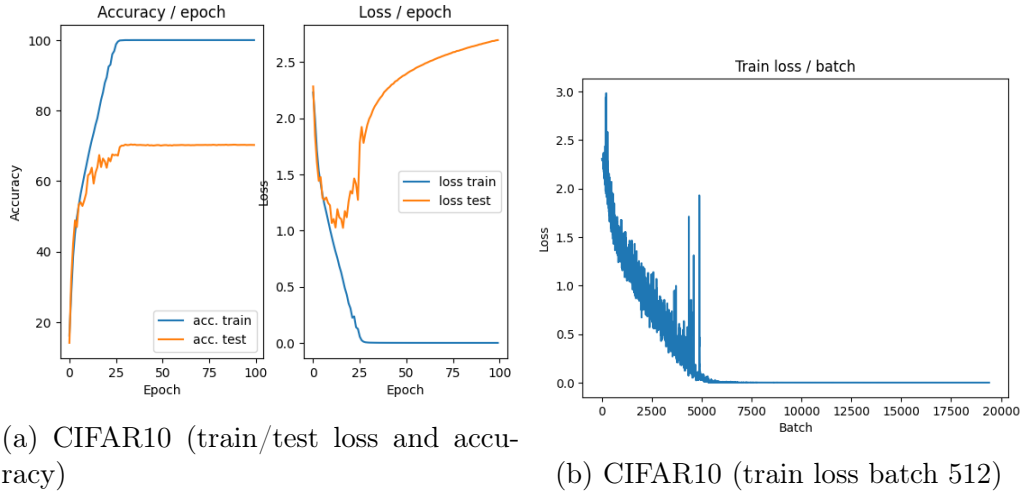 Accuracy / epoch
Loss / epoch
100
80
60
40
20
Accuracy
acc. train
acc. test
0
25
50
75
100
Epoch
2.5
2.0
1.5
1.0
0.5
0.0
Loss
loss train
loss test
0
25
50
75
100
Epoch
Train loss / batch
3.0
2.5
2.0
1.5
1.0
0.5
0.0
Loss
0
2500
5000
7500
10000
12500
15000
17500
20000
Batch
(a) CIFAR10 (train/test loss and accu-
racy)
(b) CIFAR10 (train loss batch 512)